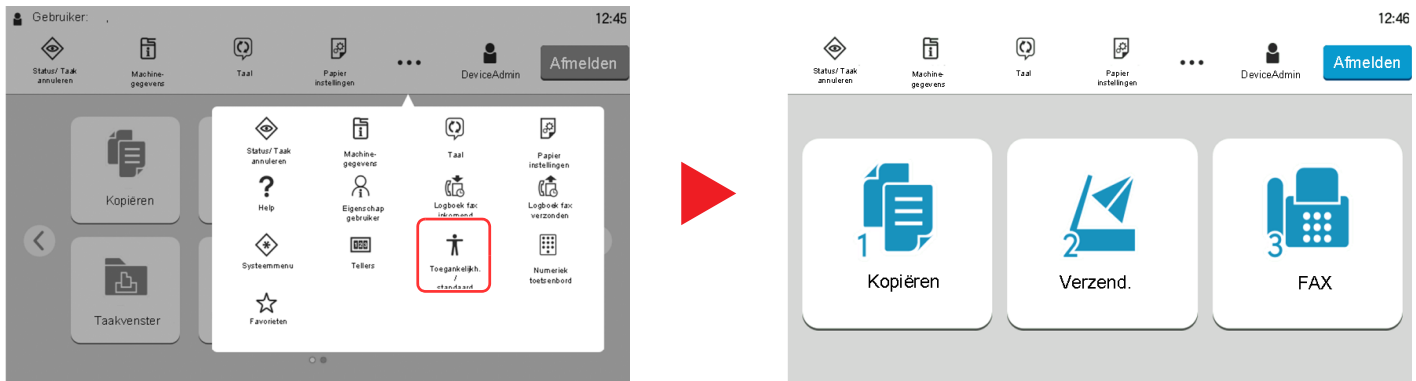 Gebruiker: .
12:45
Status/ Taak
annuleren
Machine-
gegevens
Taal
Papier
instellingen
DeviceAdmin
Afmelden
Kopiëren
Taakvenster
Status/ Taak
annuleren
Machine-
gegevens
Taal
Papier
instellingen
Help
Eigenschap
gebruiker
Logboek fax
inkomend
Logboek fax
verzonden
Systeemmenu
Tellers
Toegankelijkh.
/
standaard
Numeriek
toetsenbord
Favorieten
12:46
Status/ Taak
annuleren
Machine-
gegevens
Taal
Papier
instellingen
DeviceAdmin
Afmelden
1
Kopiëren
2
Verzend.
3
FAX